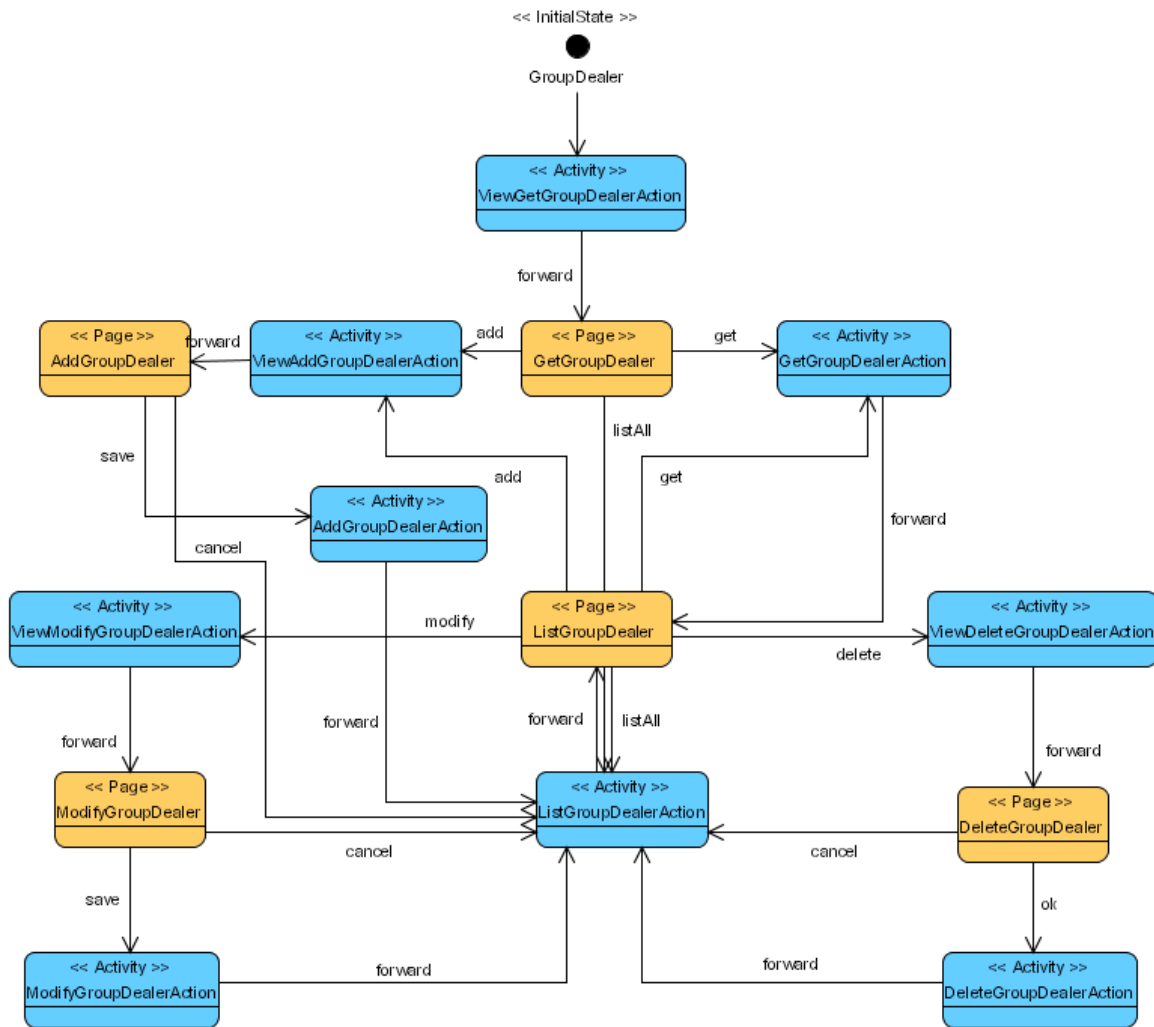 << InitialState >>
GroupDealer
<< Activity >>
ViewGetGroupDealerAction
forward
<< Page >>
AddGroupDealer
forward
<< Activity >>
ViewAddGroupDealerAction
add
<< Page >>
GetGroupDealer
get
<< Activity >>
GetGroupDealerAction
listAll
save
add
get
<< Activity >>
AddGroupDealerAction
forward
cancel
<< Activity >>
ViewModifyGroupDealerAction
modify
<< Page >>
ListGroupDealer
delete
<< Activity >>
ViewDeleteGroupDealerAction
forward
forward
forward
listAll
forward
<< Page >>
ModifyGroupDealer
<< Activity >>
ListGroupDealerAction
<< Page >>
DeleteGroupDealer
cancel
cancel
save
ok
<< Activity >>
ModifyGroupDealerAction
forward
forward
<< Activity >>
DeleteGroupDealerAction